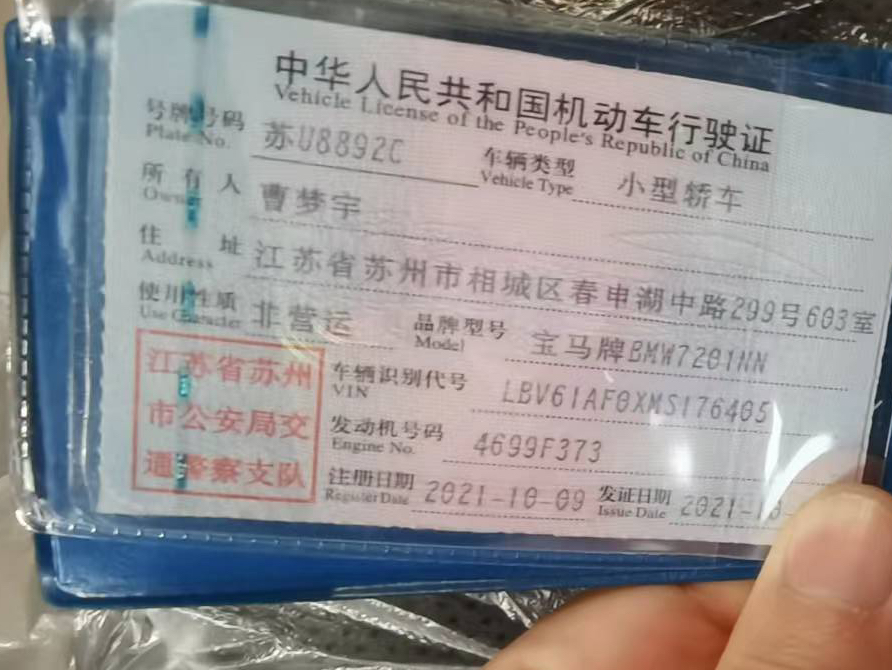 中华人民共和国机动车行驶证
Vehicle License of the People's Republic of China
号牌号码 苏U8892C 车辆类型 小型轿车
Plate No. Vehicle Type
所有人 曹梦宇
Owner
住址 江苏省苏州市相城区春申湖中路299号603室
Address
使用性质 非营运 品牌型号 宝马牌BMW7201NN
Use Character Model
江苏省苏州
市公安局交
通警察支队
车辆识别代号 LBV61AF0XMS176405
VIN
发动机号码 4699F373
Engine No.
注册日期 2021-10-09 发证日期 2021-10-
Register Date Issue Date